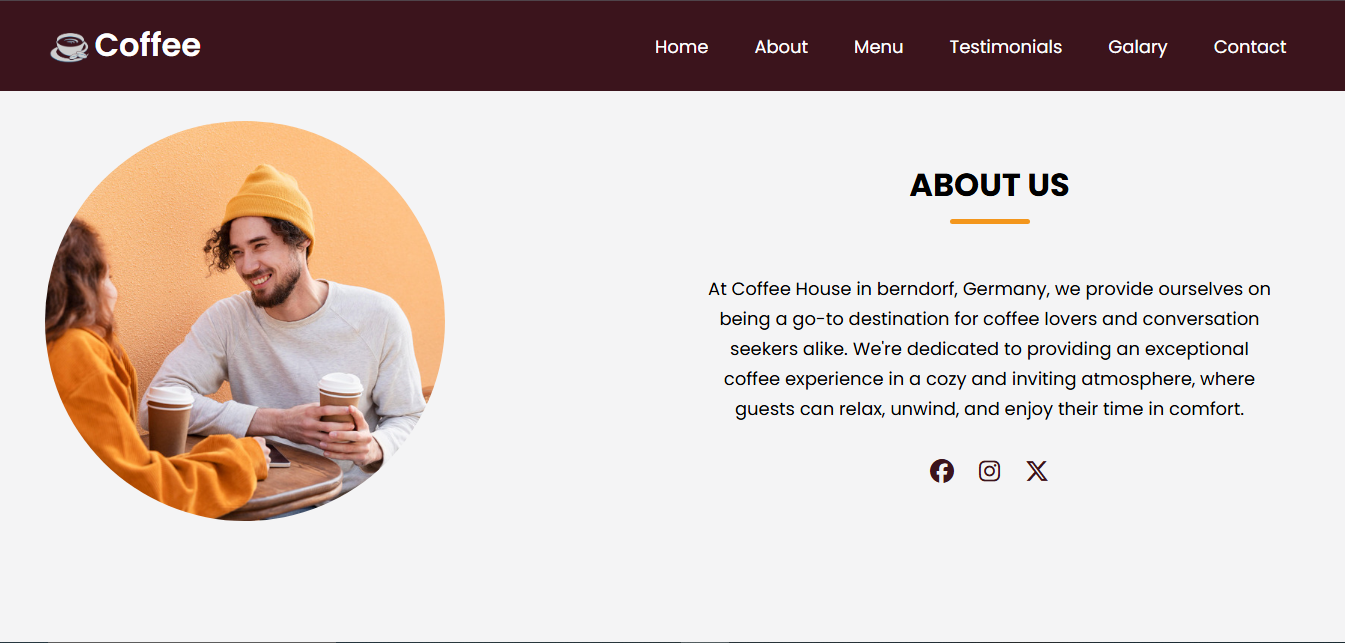 Coffee
Home About Menu Testimonials Galary Contact
ABOUT US
At Coffee House in berndorf, Germany, we provide ourselves on
being a go-to destination for coffee lovers and conversation
seekers alike. We're dedicated to providing an exceptional
coffee experience in a cozy and inviting atmosphere, where
guests can relax, unwind, and enjoy their time in comfort.